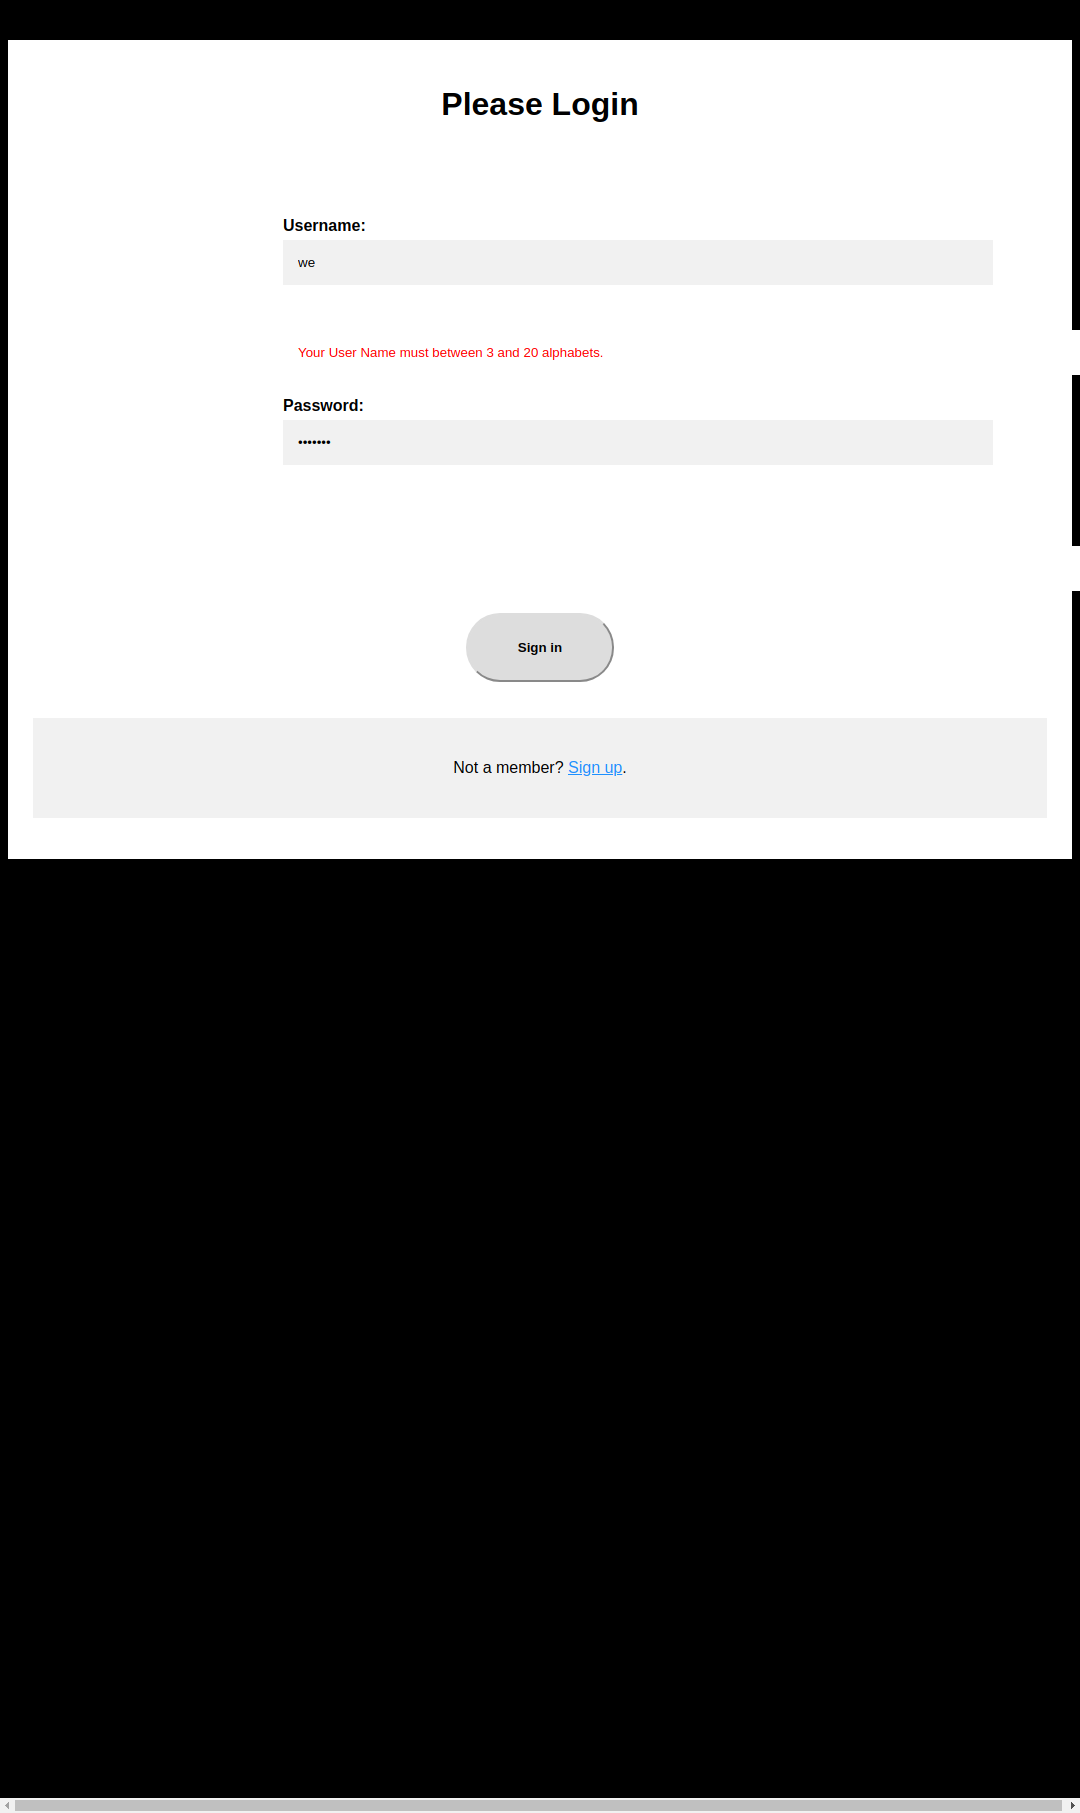 Please Login
Username:
we
Your User Name must between 3 and 20 alphabets.
Password:
•••••••
Sign in
Not a member? Sign up.